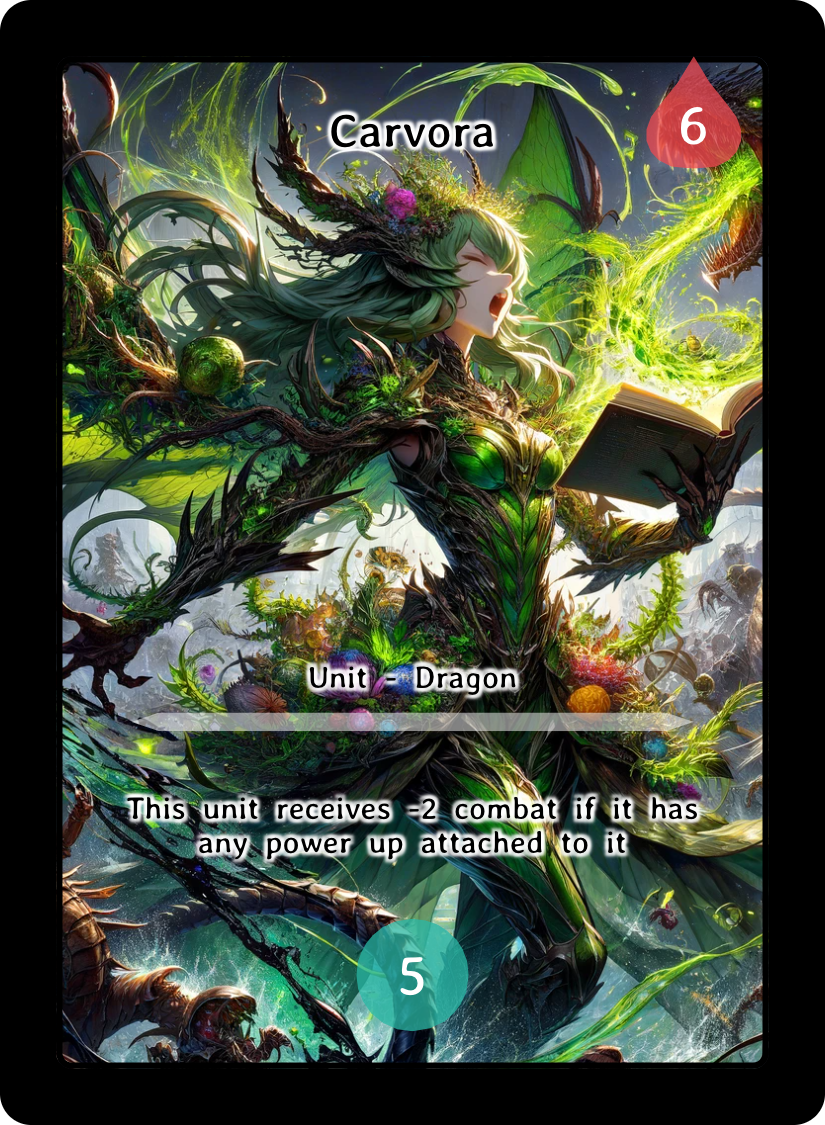 Carvora
6
Unit - Dragon
This unit receives -2 combat if it has
any power up attached to it
5